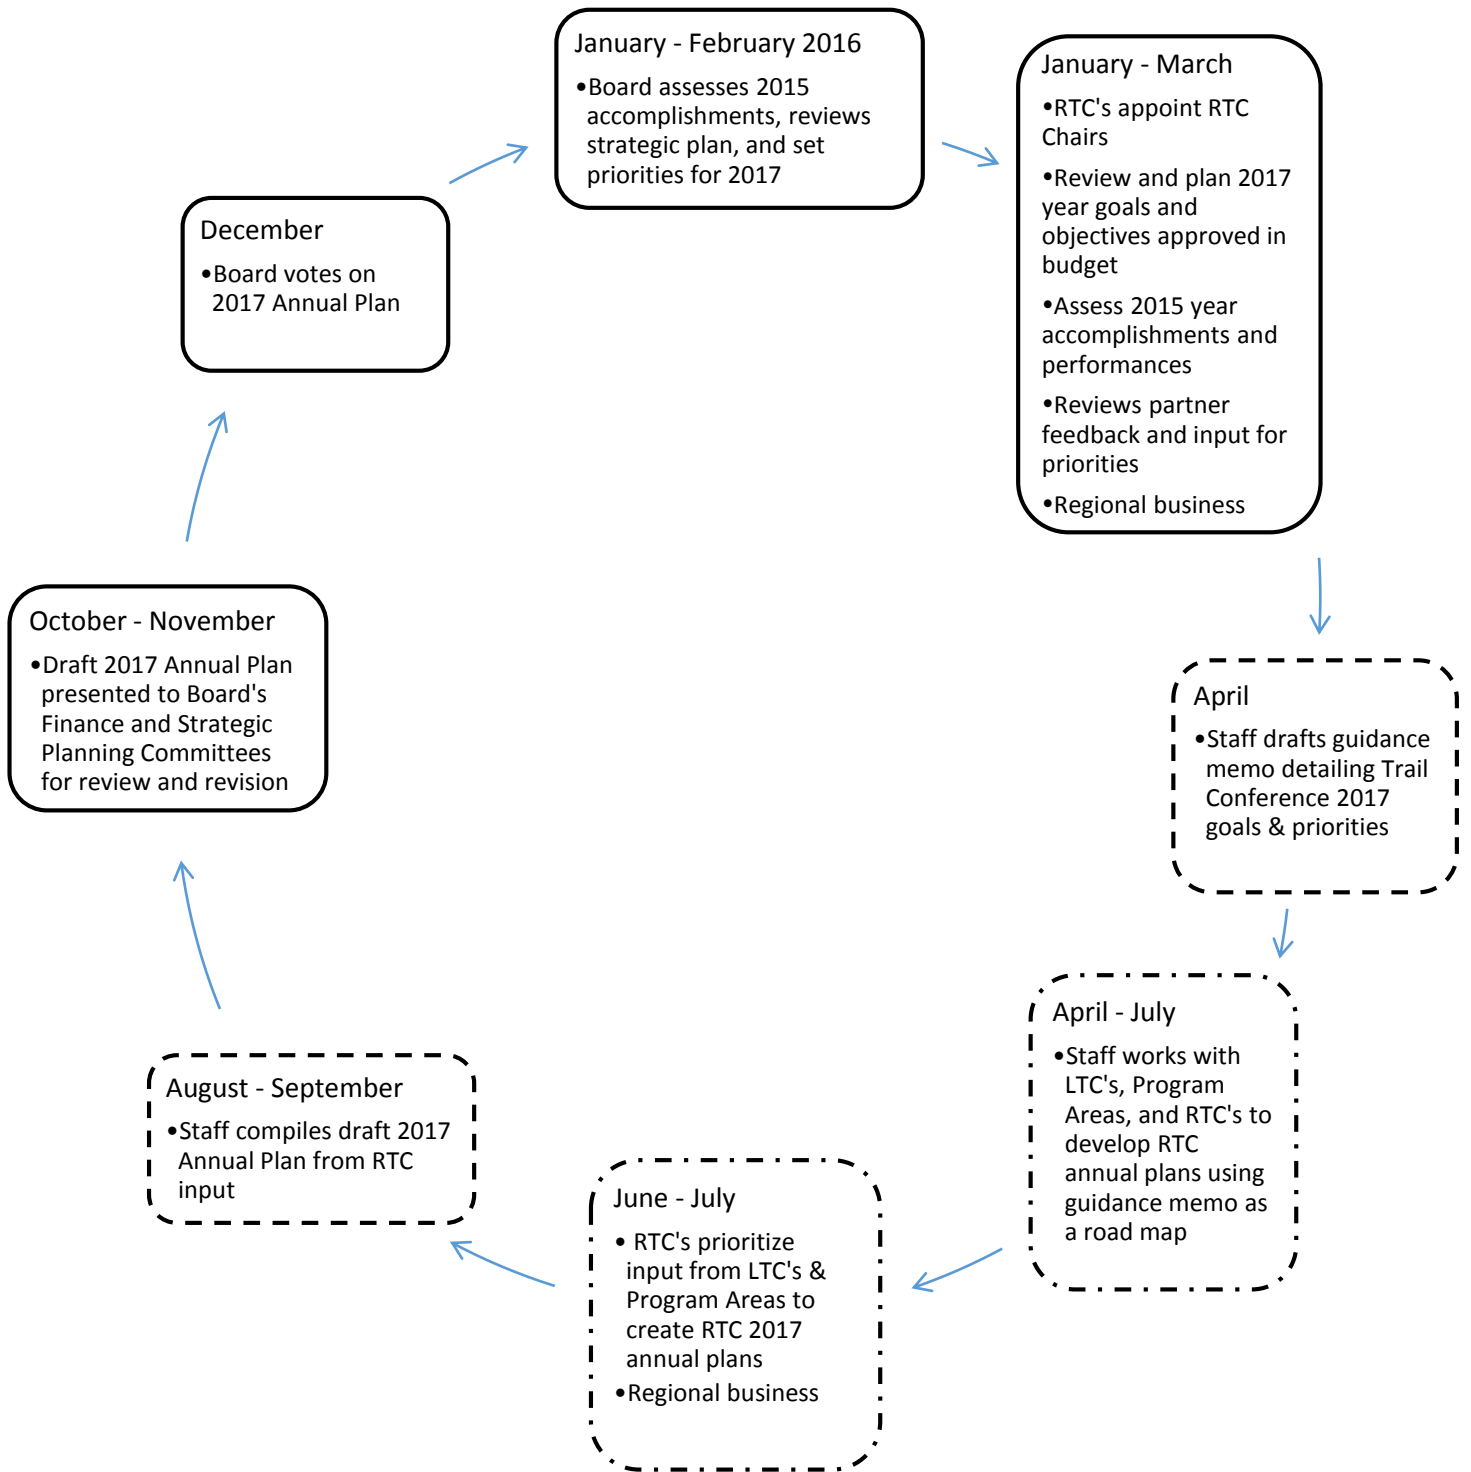 January - February 2016
•Board assesses 2015
accomplishments, reviews
strategic plan, and set
priorities for 2017
January - March
•RTC's appoint RTC
Chairs
•Review and plan 2017
year goals and
objectives approved in
budget
•Assess 2015 year
accomplishments and
performances
•Reviews partner
feedback and input for
priorities
•Regional business
April
•Staff drafts guidance
memo detailing Trail
Conference 2017
goals & priorities
April - July
•Staff works with
LTC's, Program
Areas, and RTC's to
develop RTC
annual plans using
guidance memo as
a road map
June - July
• RTC's prioritize
input from LTC's &
Program Areas to
create RTC 2017
annual plans
•Regional business
August - September
•Staff compiles draft 2017
Annual Plan from RTC
input
October - November
•Draft 2017 Annual Plan
presented to Board's
Finance and Strategic
Planning Committees
for review and revision
December
•Board votes on
2017 Annual Plan